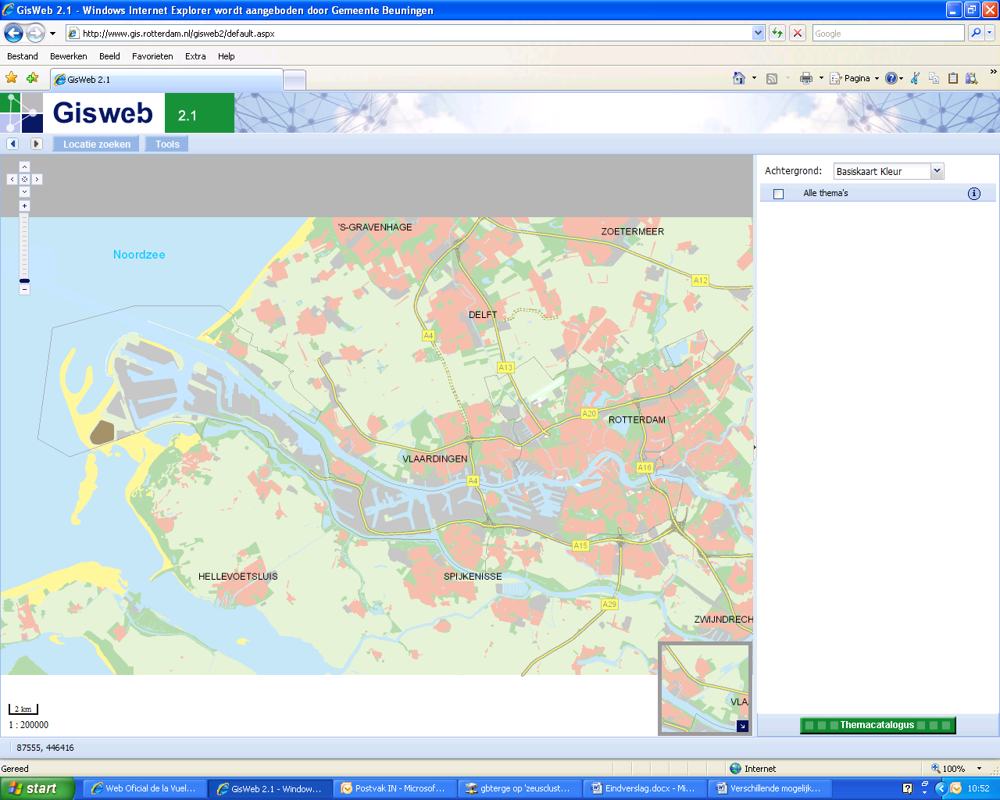 GisWeb 2.1 - Windows Internet Explorer wordt aangeboden door Gemeente Beuningen
http://www.gis.rotterdam.nl/gisweb2/default.aspx
Google
Bestand Bewerken Beeld Favorieten Extra Help
GisWeb 2.1
Pagina
Gisweb 2.1
Locatie zoeken Tools
Achtergrond: Basiskaart Kleur
Alle thema's
'S-GRAVENHAGE
ZOETERMEER
Noordzee
A12
DELFT
A4
A13
A20
ROTTERDAM
VLAARDINGEN
A16
A4
A15
HELLEVOETSLUIS
SPIJKENISSE
A29
ZWIJNDRECH
VLA
2 km
1 : 200000
Themacatalogus
87555, 446416
Gereed
Internet
100%
start
Web Oficial de la Vuel...
GisWeb 2.1 - Window...
Postvak IN - Microsof...
gbterge op 'zeusclust...
Eindverslag.docx - Mi...
Verschillende mogelijk...
10:52